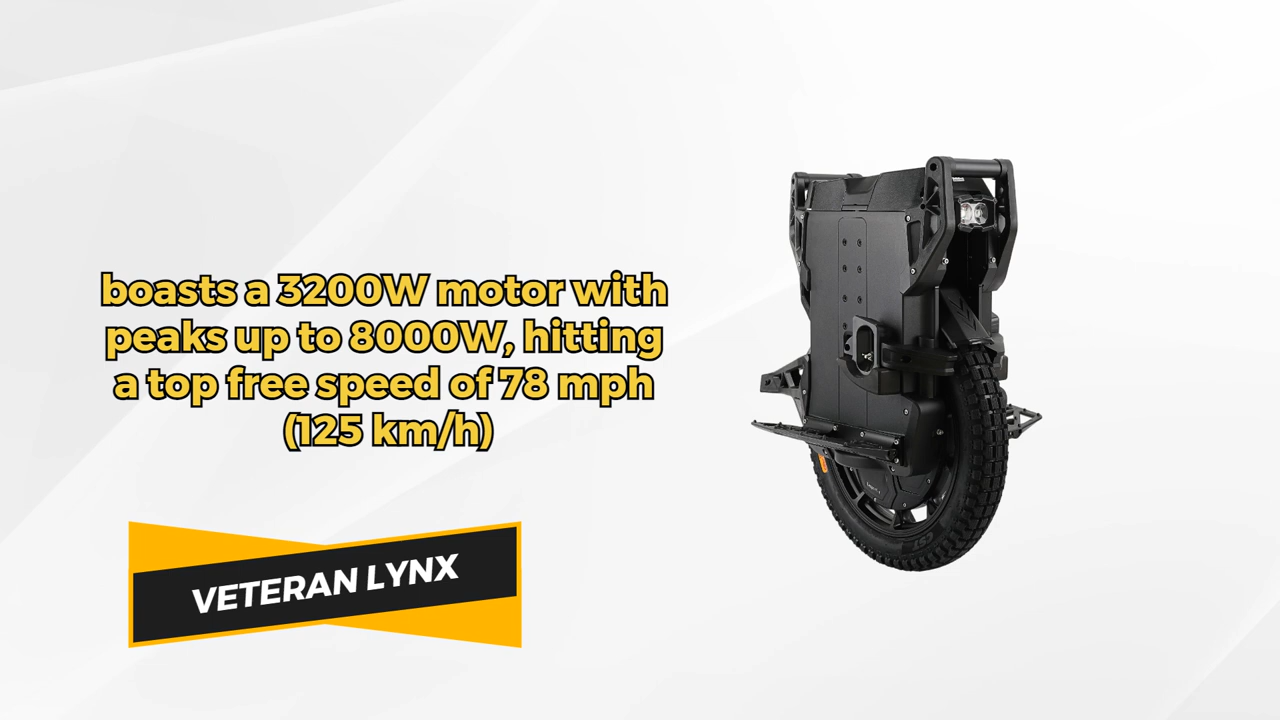 boasts a 3200W motor with
peaks up to 8000W, hitting
a top free speed of 78 mph
(125 km/h)
VETERAN LYNX